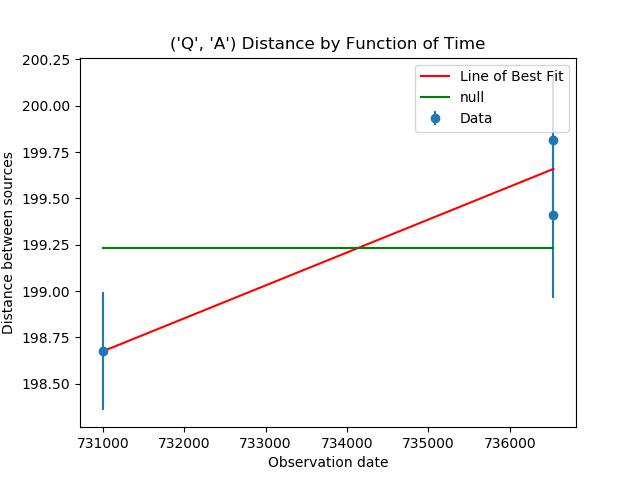 ('Q', 'A') Distance by Function of Time
Line of Best Fit
null
Data
Distance between sources
200.25
200.00
199.75
199.50
199.25
199.00
198.75
198.50
731000 732000 733000 734000 735000 736000
Observation date